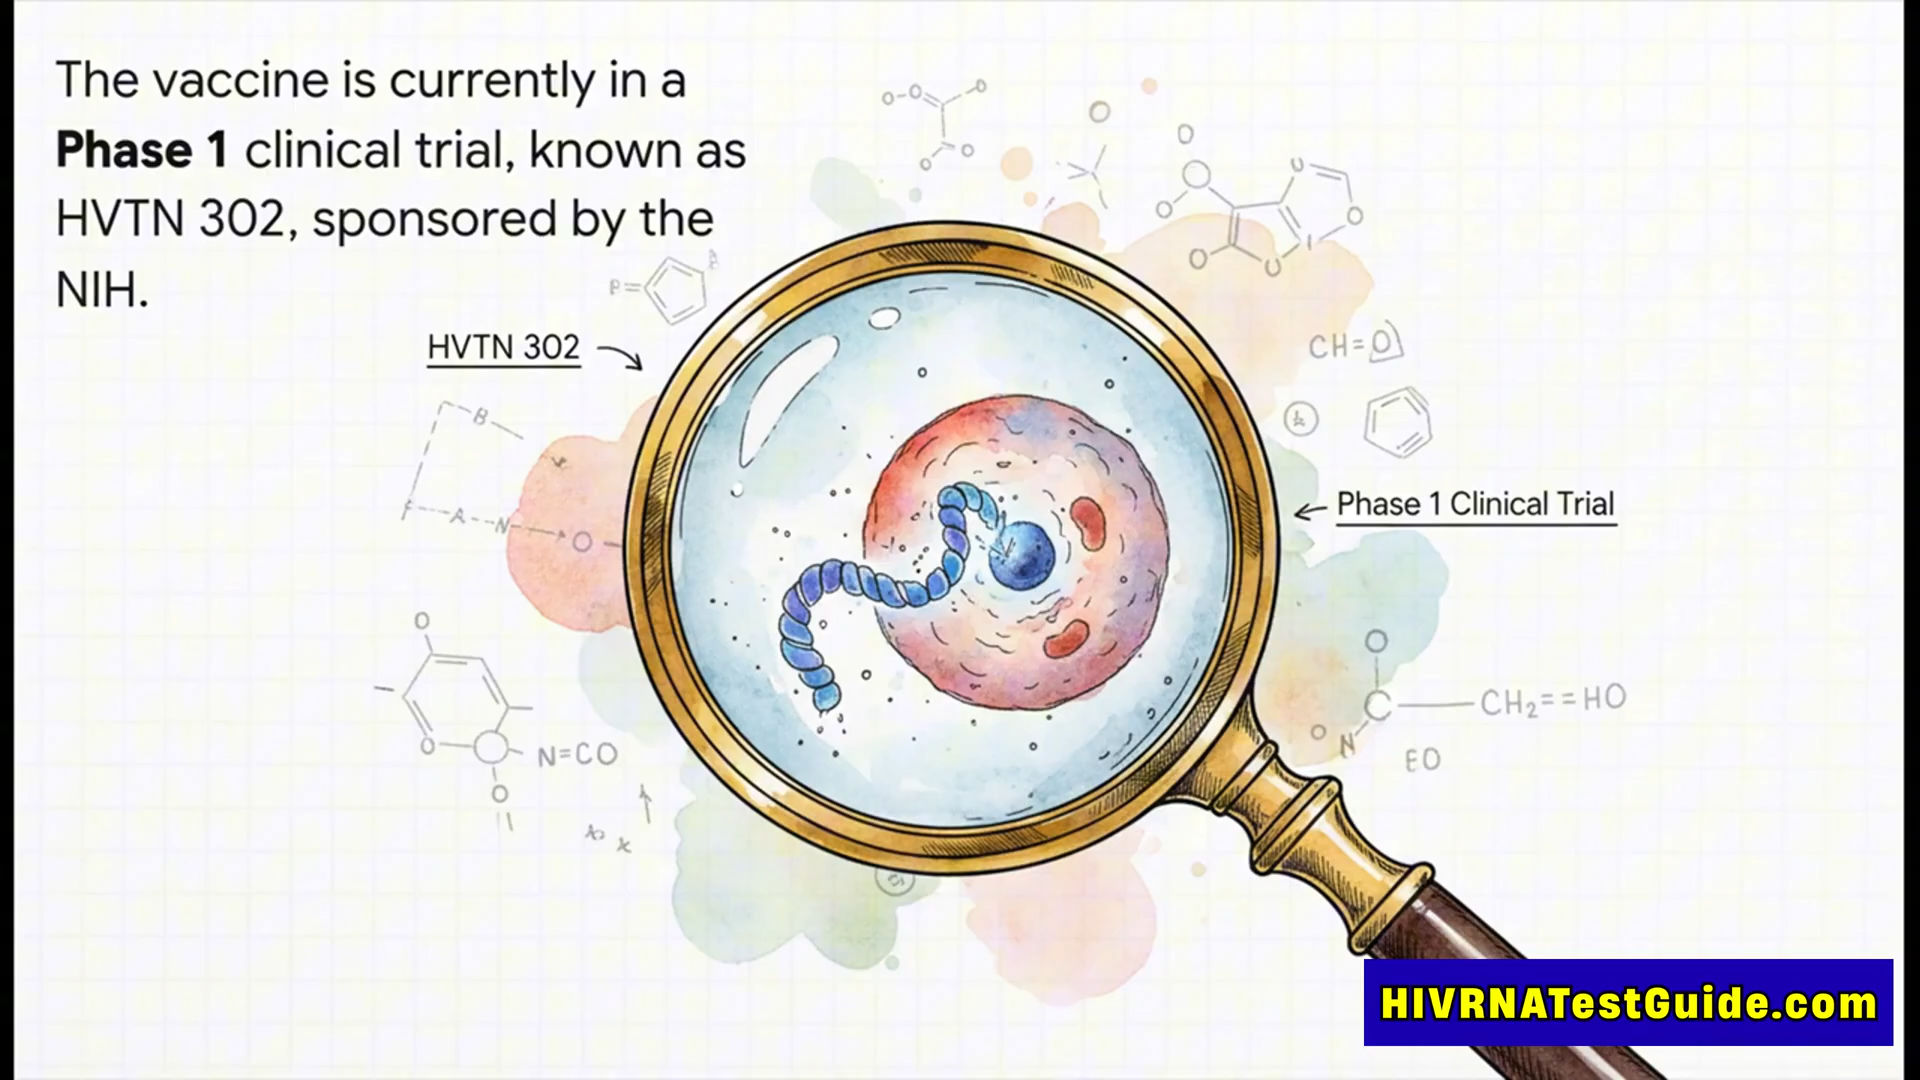 The vaccine is currently in a
Phase 1 clinical trial, known as
HVTN 302, sponsored by the
NIH.
HVTN 302
Phase 1 Clinical Trial
CH=O
B
A--N
O
N=CO
O
O
C
CH₂==HO
O
N
EO
HIVRNATestGuide.com